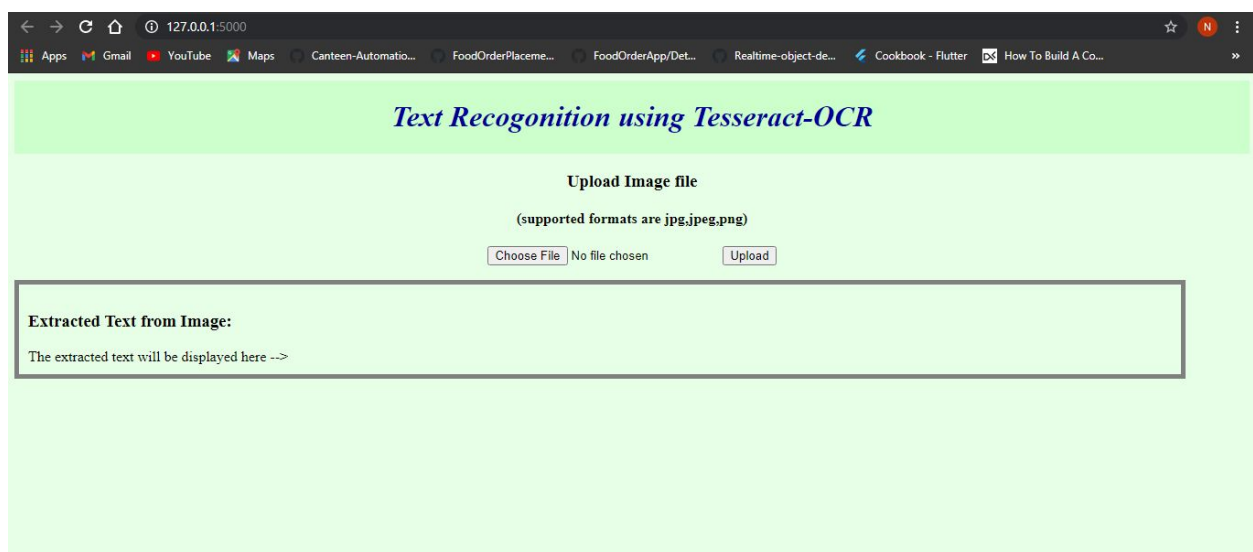 127.0.0.1:5000
N
Apps Gmail YouTube Maps Canteen-Automatio... FoodOrderPlaceme... FoodOrderApp/Det... Realtime-object-de... Cookbook - Flutter How To Build A Co... »
Text Recogonition using Tesseract-OCR
Upload Image file
(supported formats are jpg,jpeg,png)
Choose File No file chosen Upload
Extracted Text from Image:
The extracted text will be displayed here -->